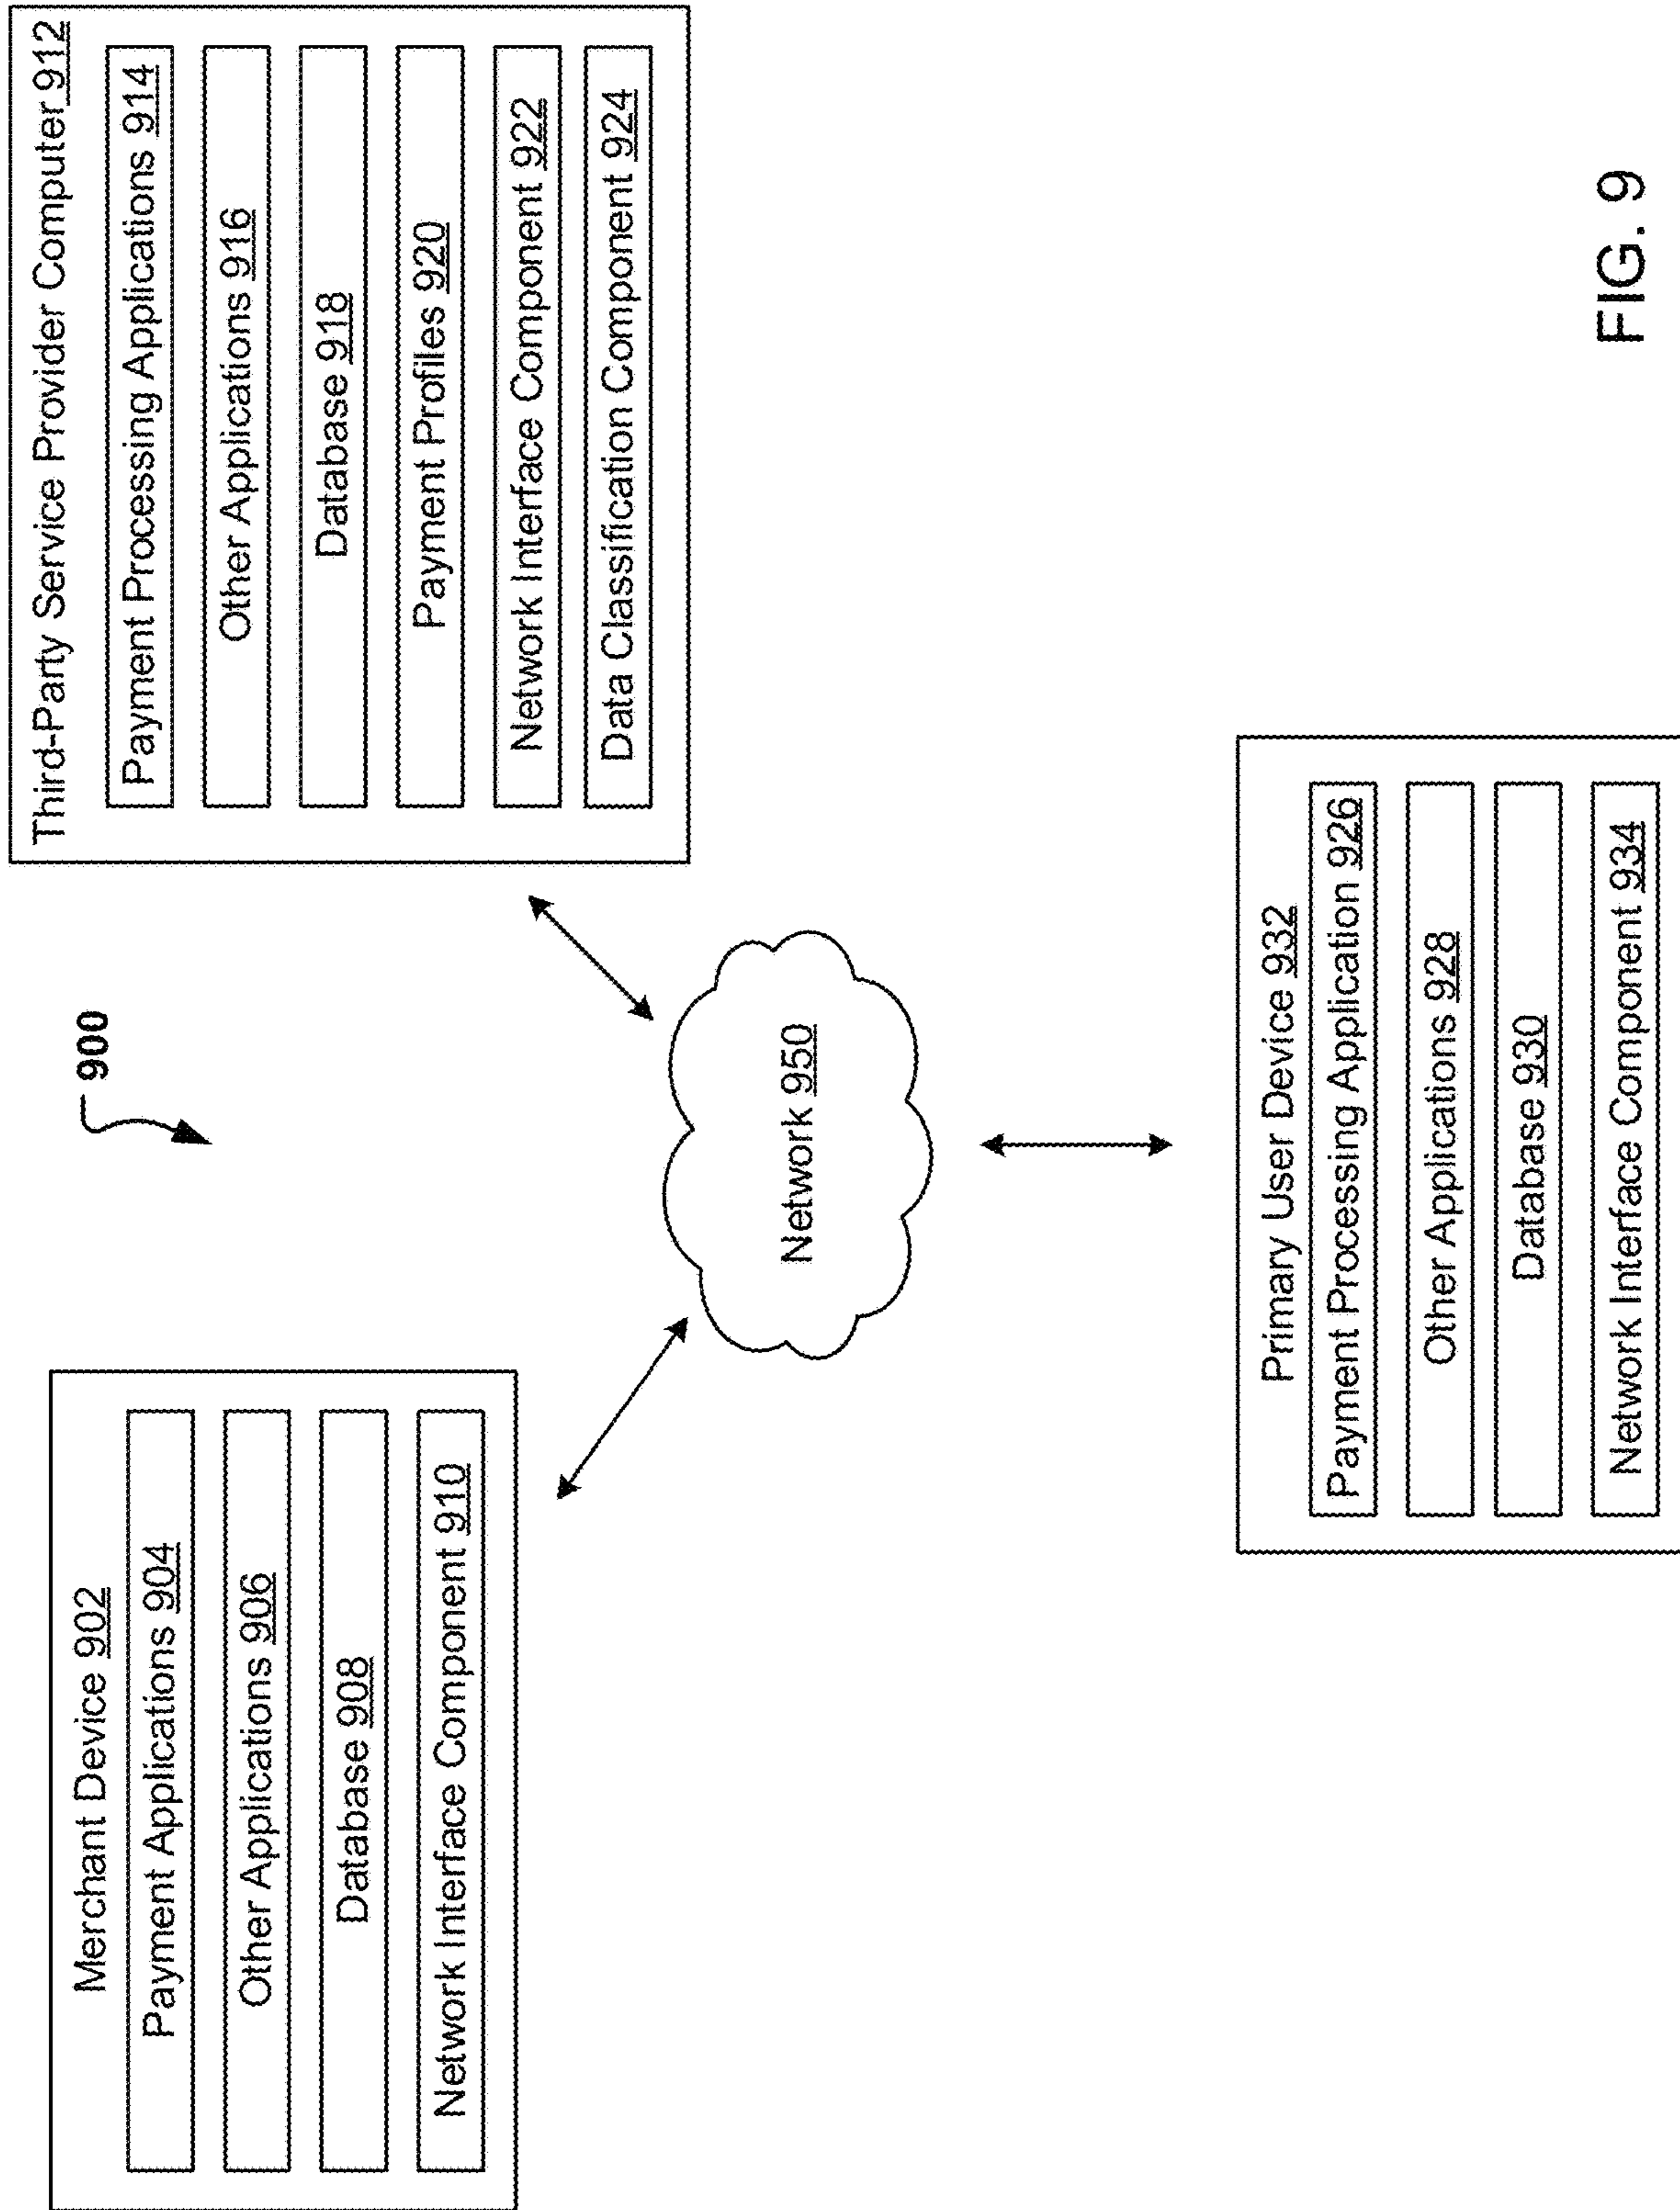 900
Merchant Device 902
Payment Applications 904
Other Applications 906
Database 908
Network Interface Component 910
Third-Party Service Provider Computer 912
Payment Processing Applications 914
Other Applications 916
Database 918
Payment Profiles 920
Network Interface Component 922
Data Classification Component 924
Network 950
Primary User Device 932
Payment Processing Application 926
Other Applications 928
Database 930
Network Interface Component 934
FIG. 9